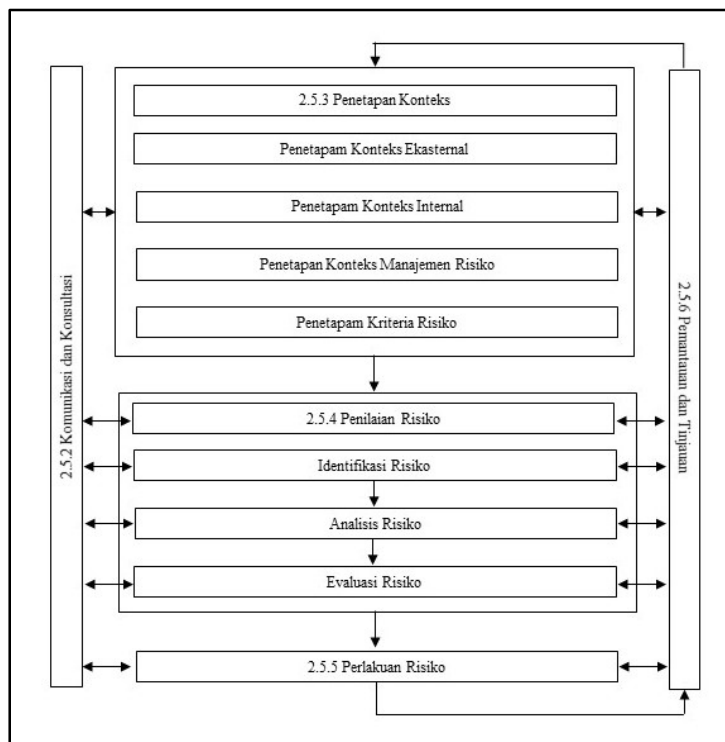 2.5.2 Komunikasi dan Konsultasi
2.5.3 Penetapan Konteks
Penetapam Konteks Ekasternal
Penetapam Konteks Internal
Penetapan Konteks Manajemen Risiko
Penetapam Kriteria Risiko
2.5.4 Penilaian Risiko
Identifikasi Risiko
Analisis Risiko
Evaluasi Risiko
2.5.5 Perlakuan Risiko
2.5.6 Pemantauan dan Tinjauan